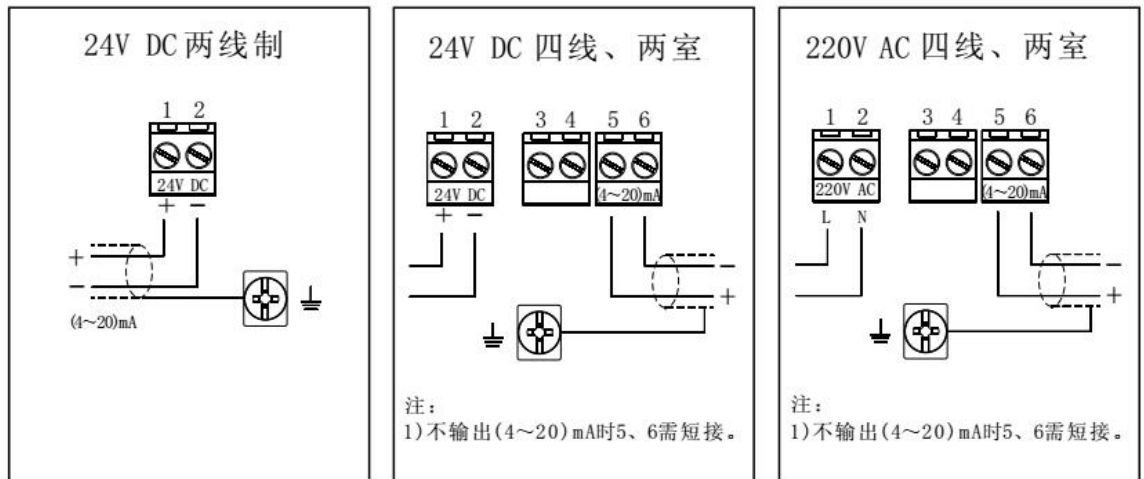 24V DC两线制
1 2
24V DC
+ −
+
−
(4～20)mA
24V DC 四线、两室
1 2 3 4 5 6
24V DC (4～20)mA
+ −
−
+
注：
1)不输出(4～20)mA时5、6需短接。
220V AC 四线、两室
1 2 3 4 5 6
220V AC (4～20)mA
L N
−
+
注：
1)不输出(4～20)mA时5、6需短接。